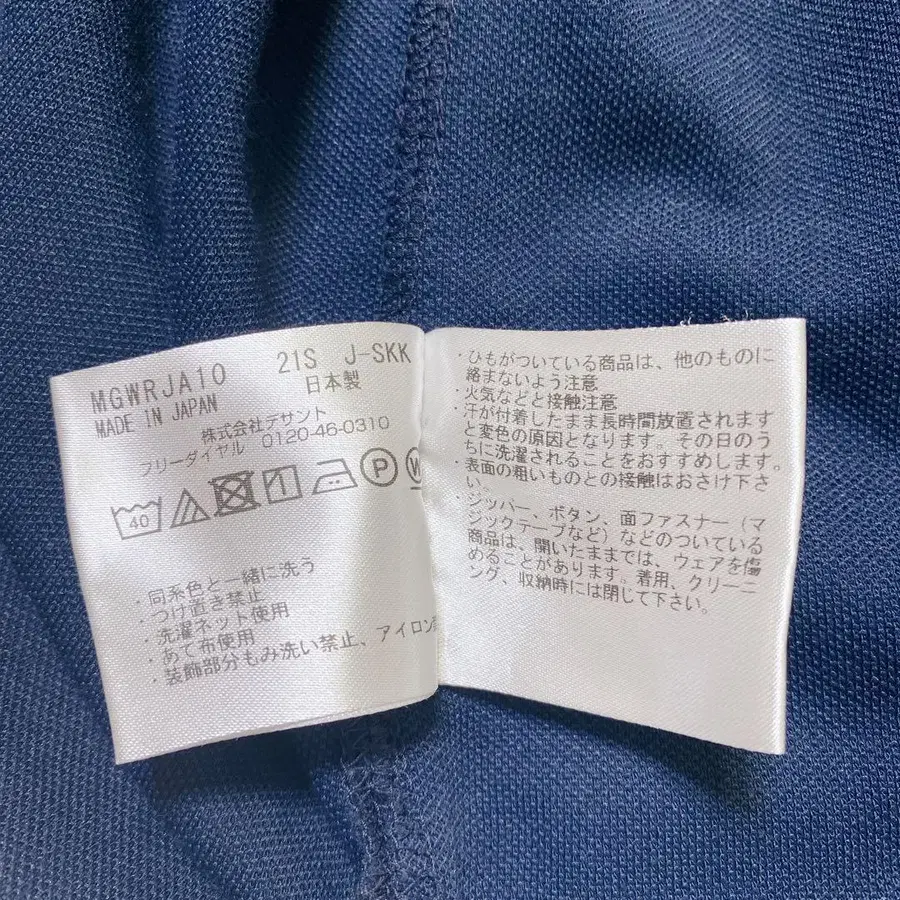 MGWRJA10 21S J-SKK
MADE IN JAPAN 日本製
株式会社デサント
フリーダイヤル 0120-46-0310
40
P
W
・同系色と一緒に洗う
・つけ置き禁止
・洗濯ネット使用
・あて布使用
・装飾部分もみ洗い禁止、アイロン
・ひもがついている商品は、他のものに
絡まないよう注意
・火気などと接触注意
・汗が付着したまま長時間放置されます
と変色の原因となります。その日のう
ちに洗濯されることをおすすめします。
・表面の粗いものとの接触はおさけ下さ
い。
・ジッパー、ボタン、面ファスナー（マ
ジックテープなど）などのついている
商品は、開いたままでは、ウェアを傷
めることがあります。着用、クリーニ
ング、収納時には閉じて下さい。